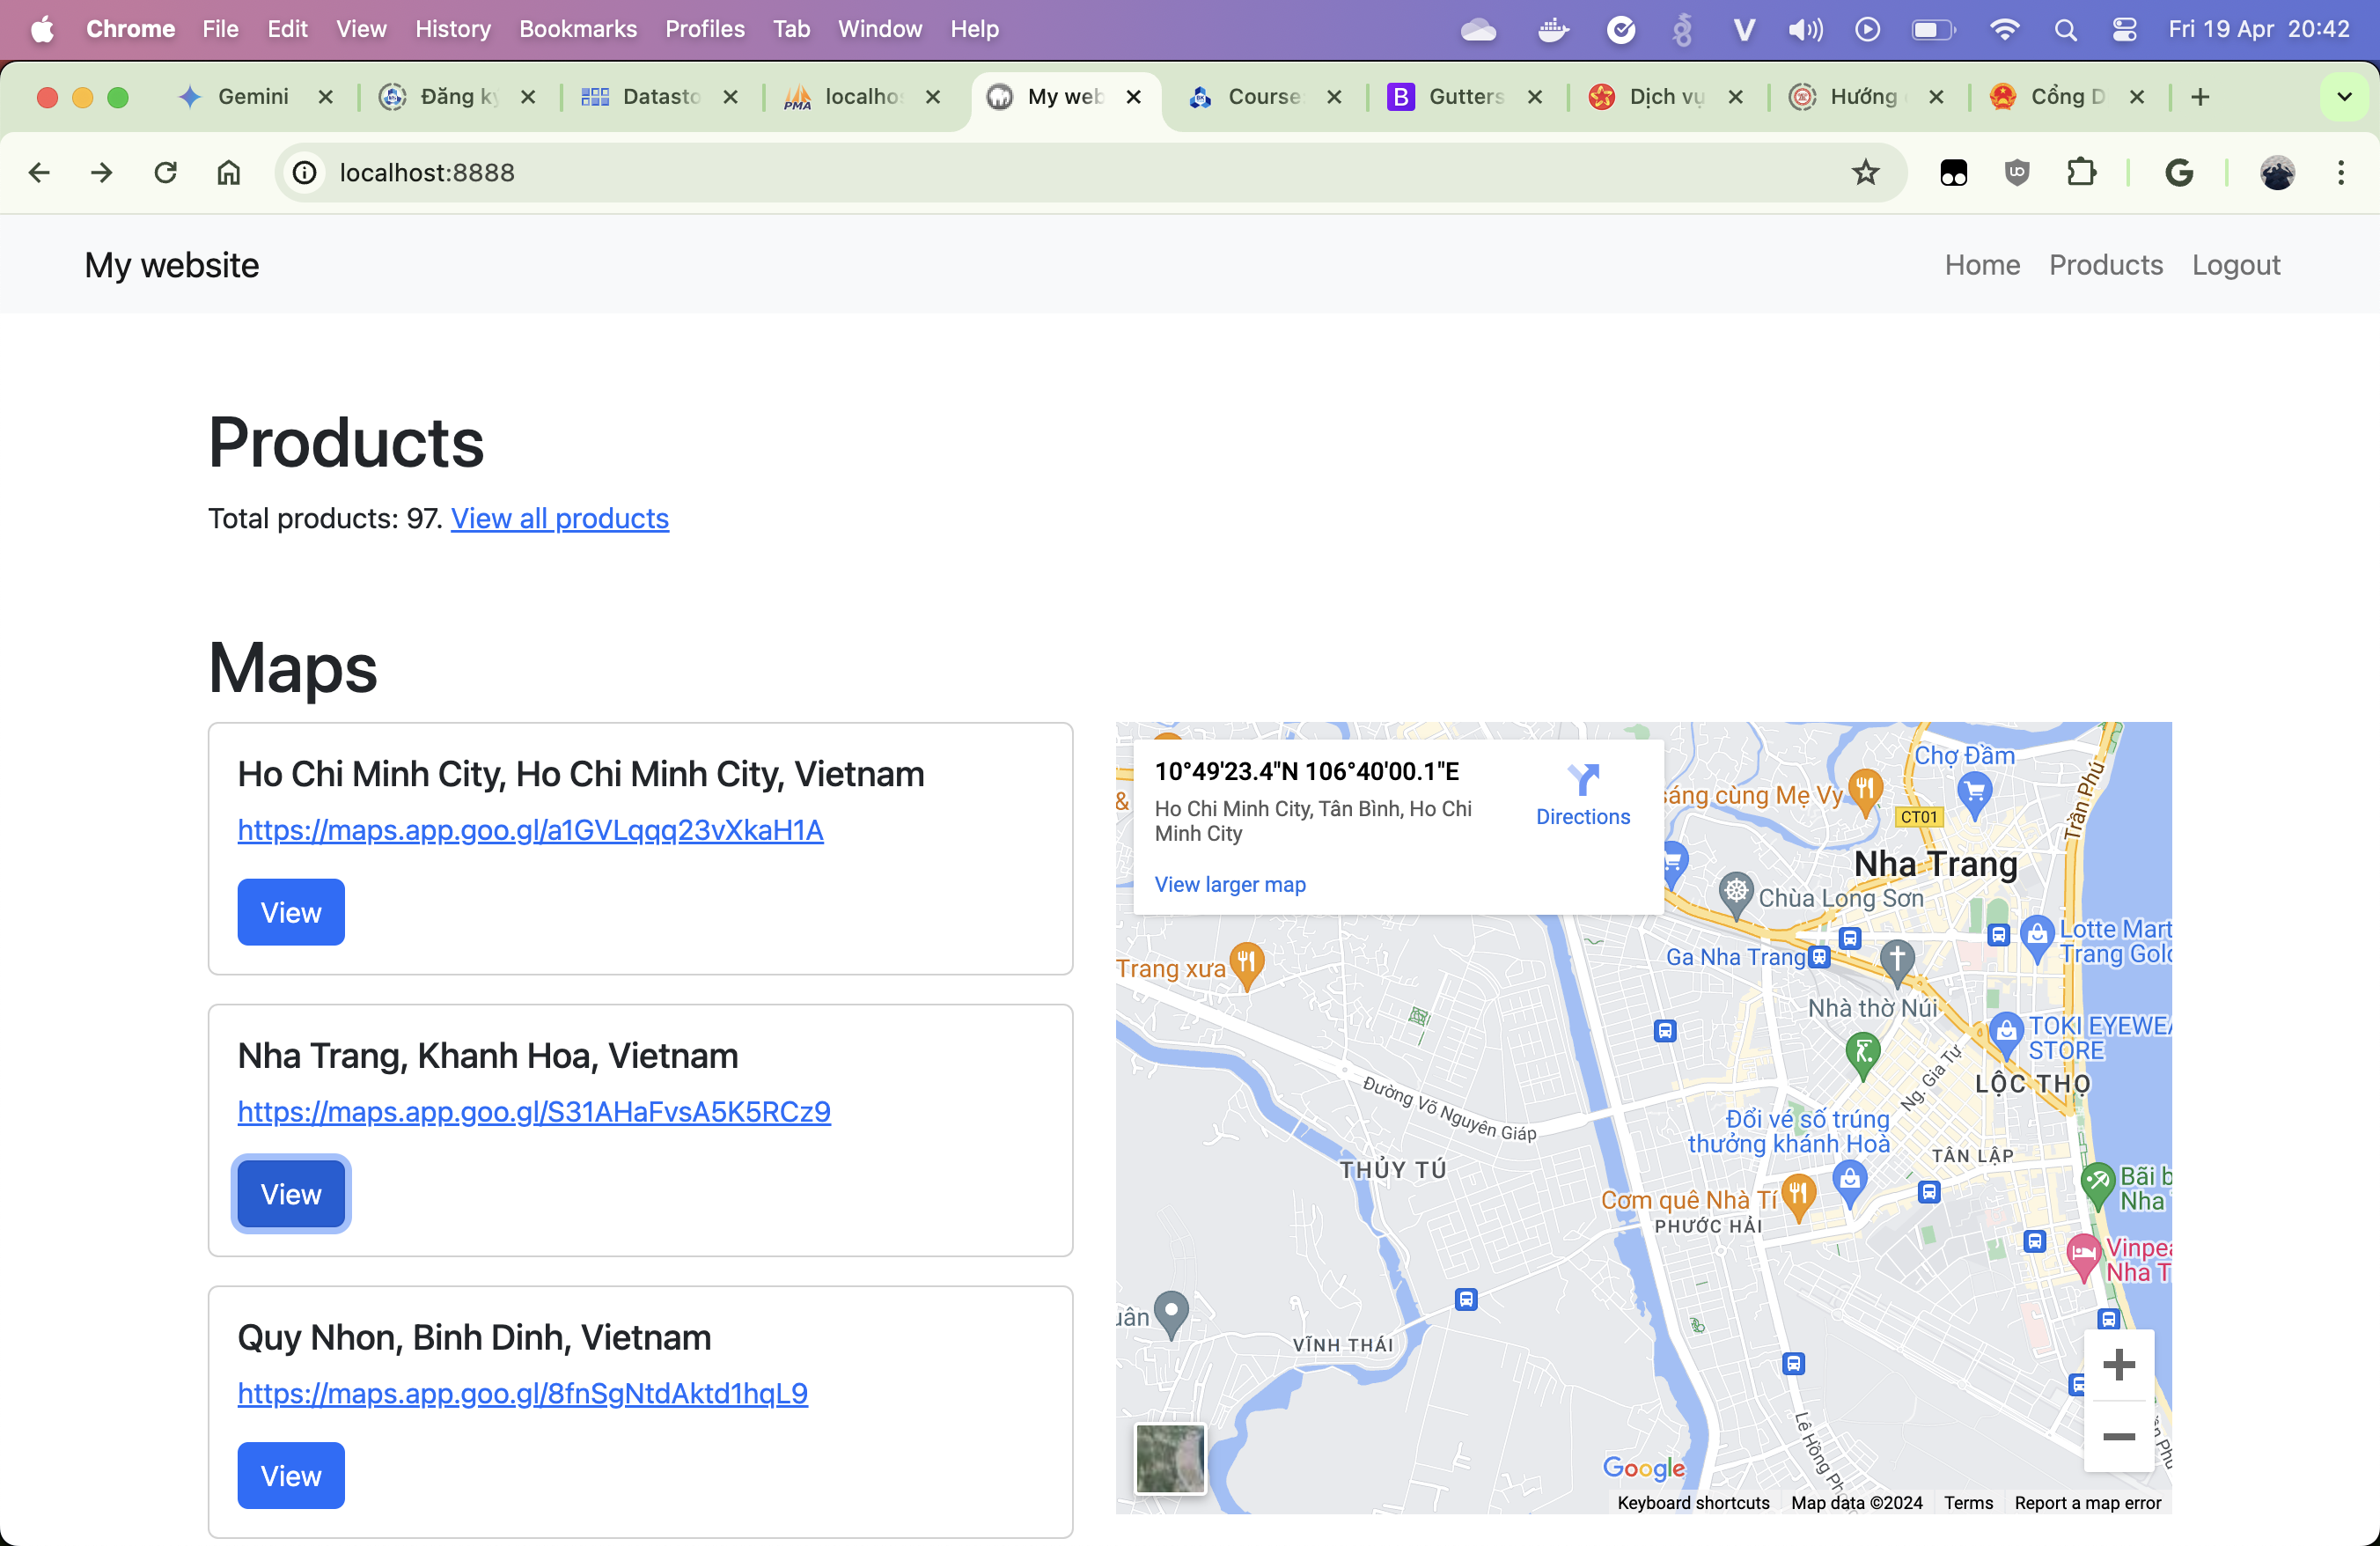 Chrome File Edit View History Bookmarks Profiles Tab Window Help
Fri 19 Apr 20:42
Gemini
Đăng ký
Datasto
PMA
localhos
My web
Course
B
Gutters
Dịch vụ
Hướng
Cổng D
localhost:8888
My website
Home Products Logout
Products
Total products: 97. View all products
Maps
Ho Chi Minh City, Ho Chi Minh City, Vietnam
https://maps.app.goo.gl/a1GVLqqq23vXkaH1A
View
Nha Trang, Khanh Hoa, Vietnam
https://maps.app.goo.gl/S31AHaFvsA5K5RCz9
View
Quy Nhon, Binh Dinh, Vietnam
https://maps.app.goo.gl/8fnSgNtdAktd1hqL9
View
10°49'23.4"N 106°40'00.1"E
Ho Chi Minh City, Tân Bình, Ho Chi
Minh City
Directions
View larger map
&
Chợ Đầm
sáng cùng Mẹ Vy
CT01
Trần Phú
Nha Trang
Chùa Long Sơn
Lotte Mart
Trang Gold
Ga Nha Trang
Trang xưa
Nhà thờ Núi
TOKI EYEWEA
STORE
Ng. Gia Tự
LỘC THỌ
Đường Võ Nguyên Giáp
Đổi vé số trúng
thưởng khánh Hoà
TÂN LẬP
THỦY TÚ
Bãi b
Nha
Cơm quê Nhà Tí
PHƯỚC HẢI
Vinpea
Nha T
uân
VĨNH THÁI
Lê Hồng Pho
n Phú
Google
Keyboard shortcuts Map data ©2024 Terms Report a map error